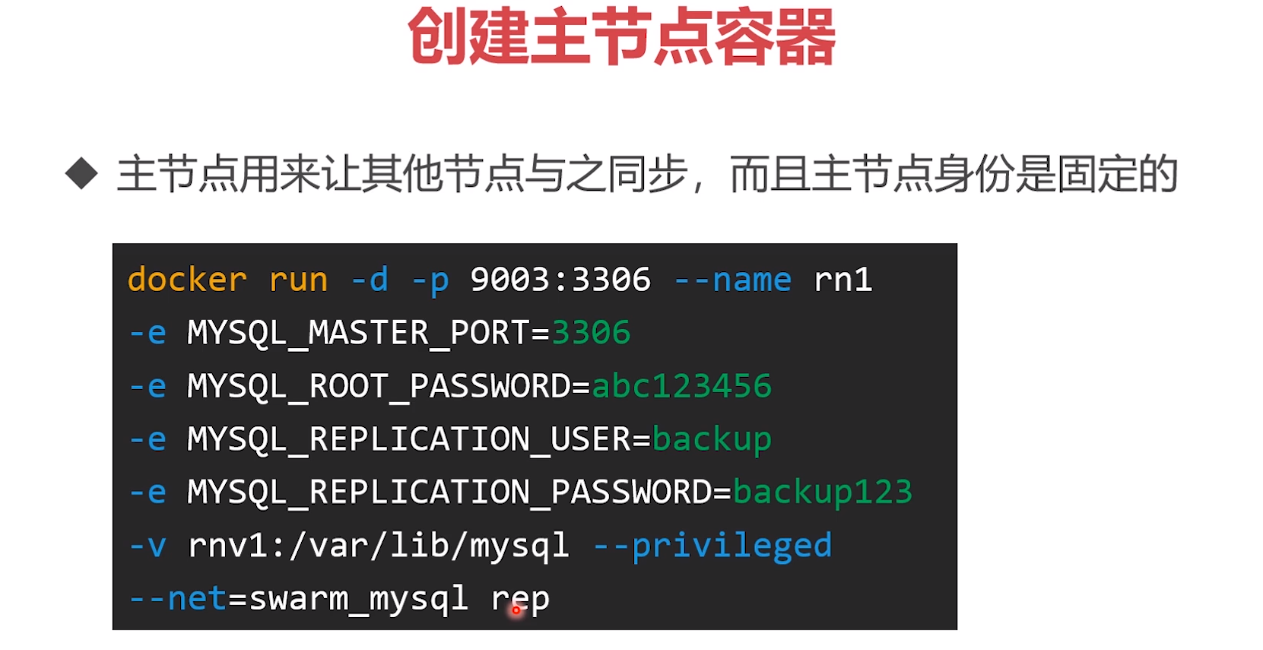 创建主节点容器
◆ 主节点用来让其他节点与之同步，而且主节点身份是固定的
docker run -d -p 9003:3306 --name rn1
-e MYSQL_MASTER_PORT=3306
-e MYSQL_ROOT_PASSWORD=abc123456
-e MYSQL_REPLICATION_USER=backup
-e MYSQL_REPLICATION_PASSWORD=backup123
-v rnv1:/var/lib/mysql --privileged
--net=swarm_mysql rep